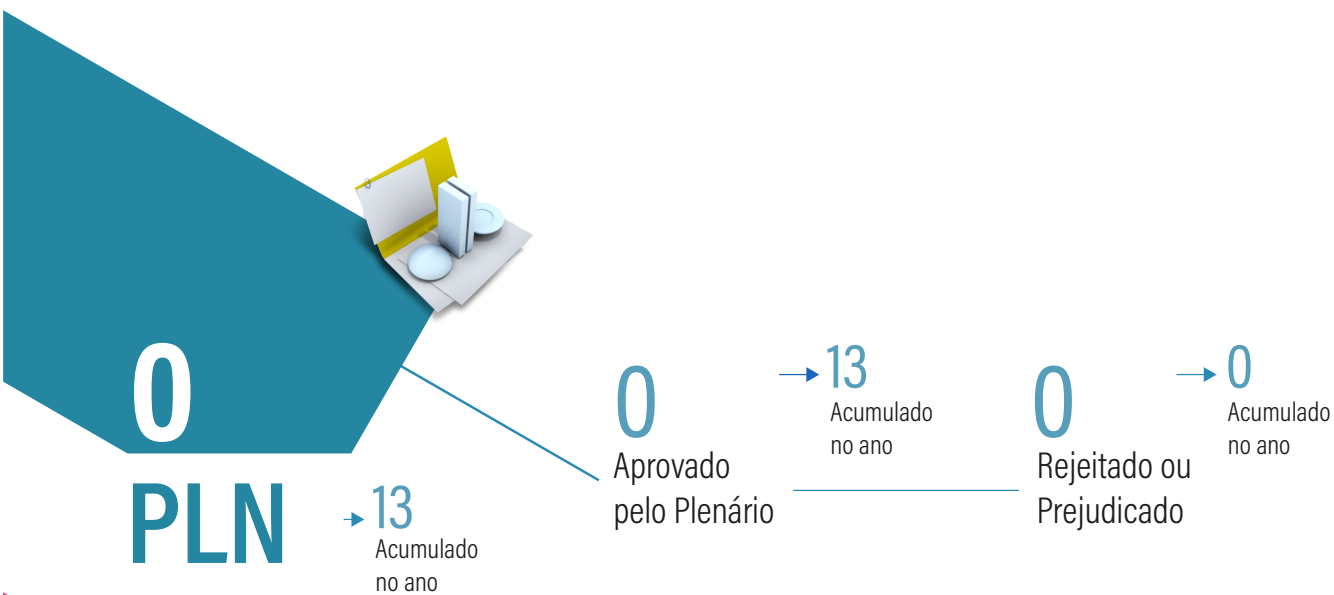 0
PLN
13
Acumulado
no ano
0
Aprovado
pelo Plenário
13
Acumulado
no ano
0
Rejeitado ou
Prejudicado
0
Acumulado
no ano